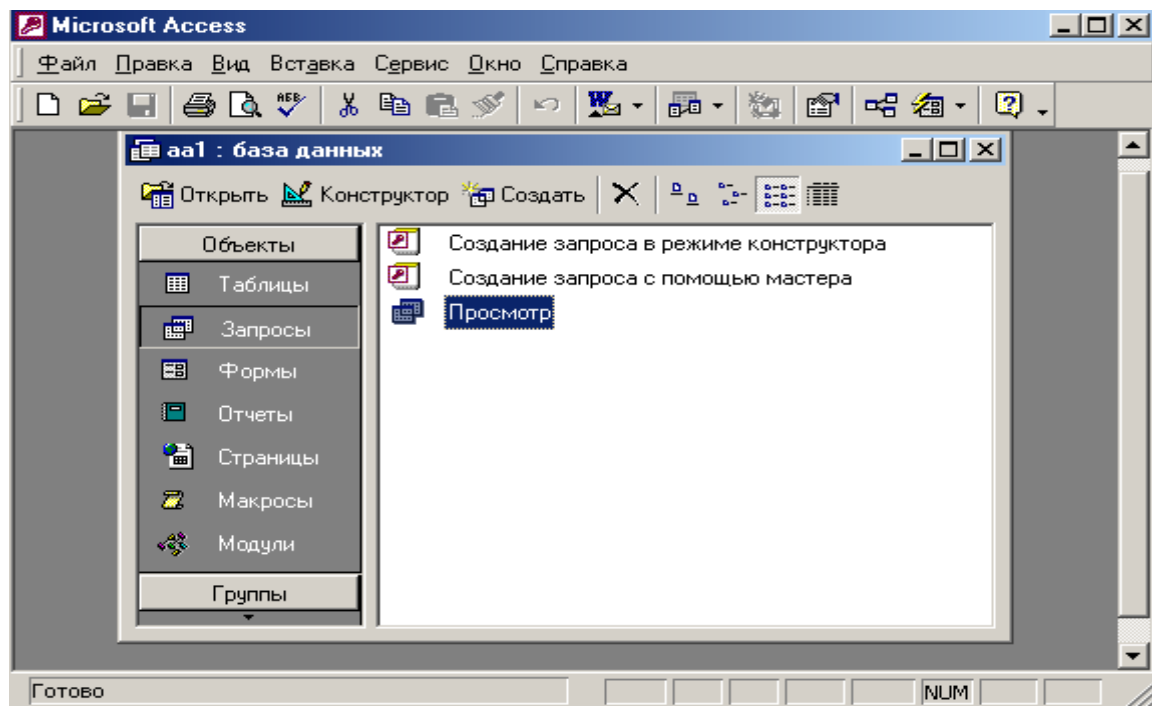 Microsoft Access
Файл Правка Вид Вставка Сервис Окно Справка
aa1 : база данных
Открыть Конструктор Создать
Объекты
Таблицы
Запросы
Формы
Отчеты
Страницы
Макросы
Модули
Группы
Создание запроса в режиме конструктора
Создание запроса с помощью мастера
Просмотр
Готово
NUM